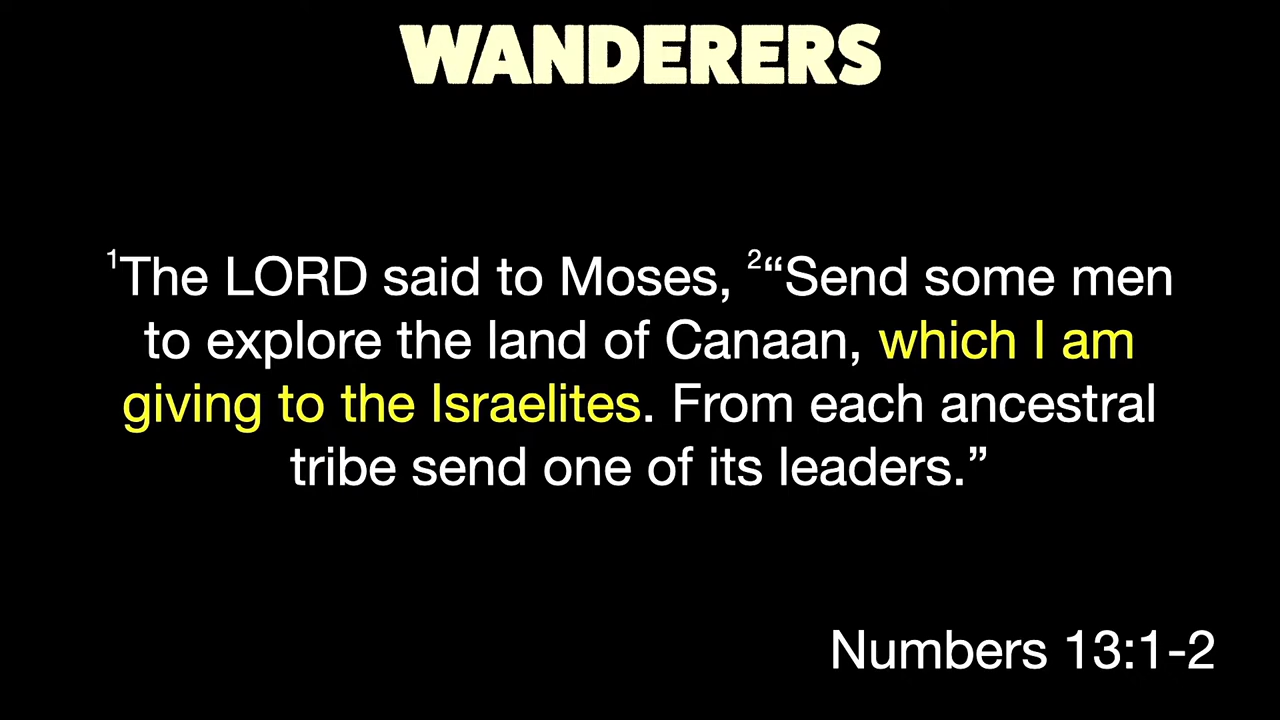 WANDERERS
¹The LORD said to Moses, ²“Send some men
to explore the land of Canaan, which I am
giving to the Israelites. From each ancestral
tribe send one of its leaders.”
Numbers 13:1-2